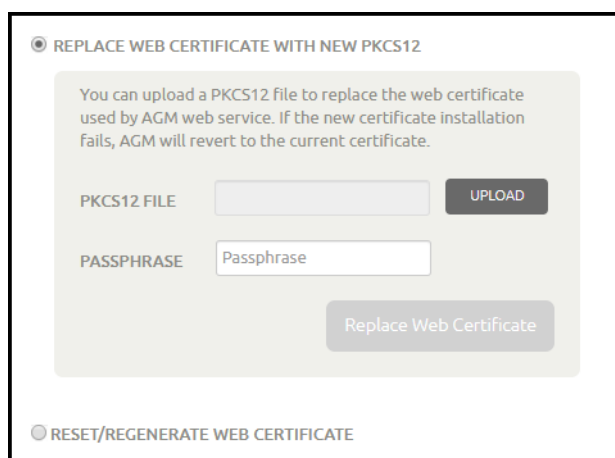 REPLACE WEB CERTIFICATE WITH NEW PKCS12
You can upload a PKCS12 file to replace the web certificate
used by AGM web service. If the new certificate installation
fails, AGM will revert to the current certificate.
PKCS12 FILE UPLOAD
PASSPHRASE Passphrase
Replace Web Certificate
RESET/REGENERATE WEB CERTIFICATE